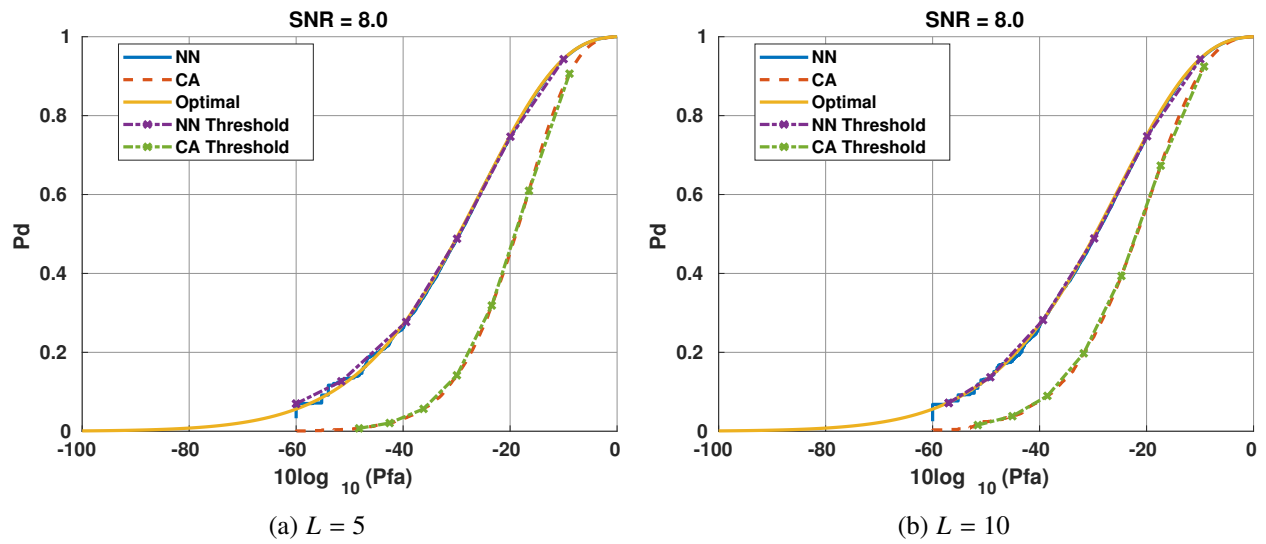 SNR = 8.0
1
0.8
0.6
0.4
0.2
0
Pd
NN
CA
Optimal
NN Threshold
CA Threshold
-100 -80 -60 -40 -20 0
10log 10 (Pfa)
(a) L = 5
SNR = 8.0
1
0.8
0.6
0.4
0.2
0
Pd
NN
CA
Optimal
NN Threshold
CA Threshold
-100 -80 -60 -40 -20 0
10log 10 (Pfa)
(b) L = 10